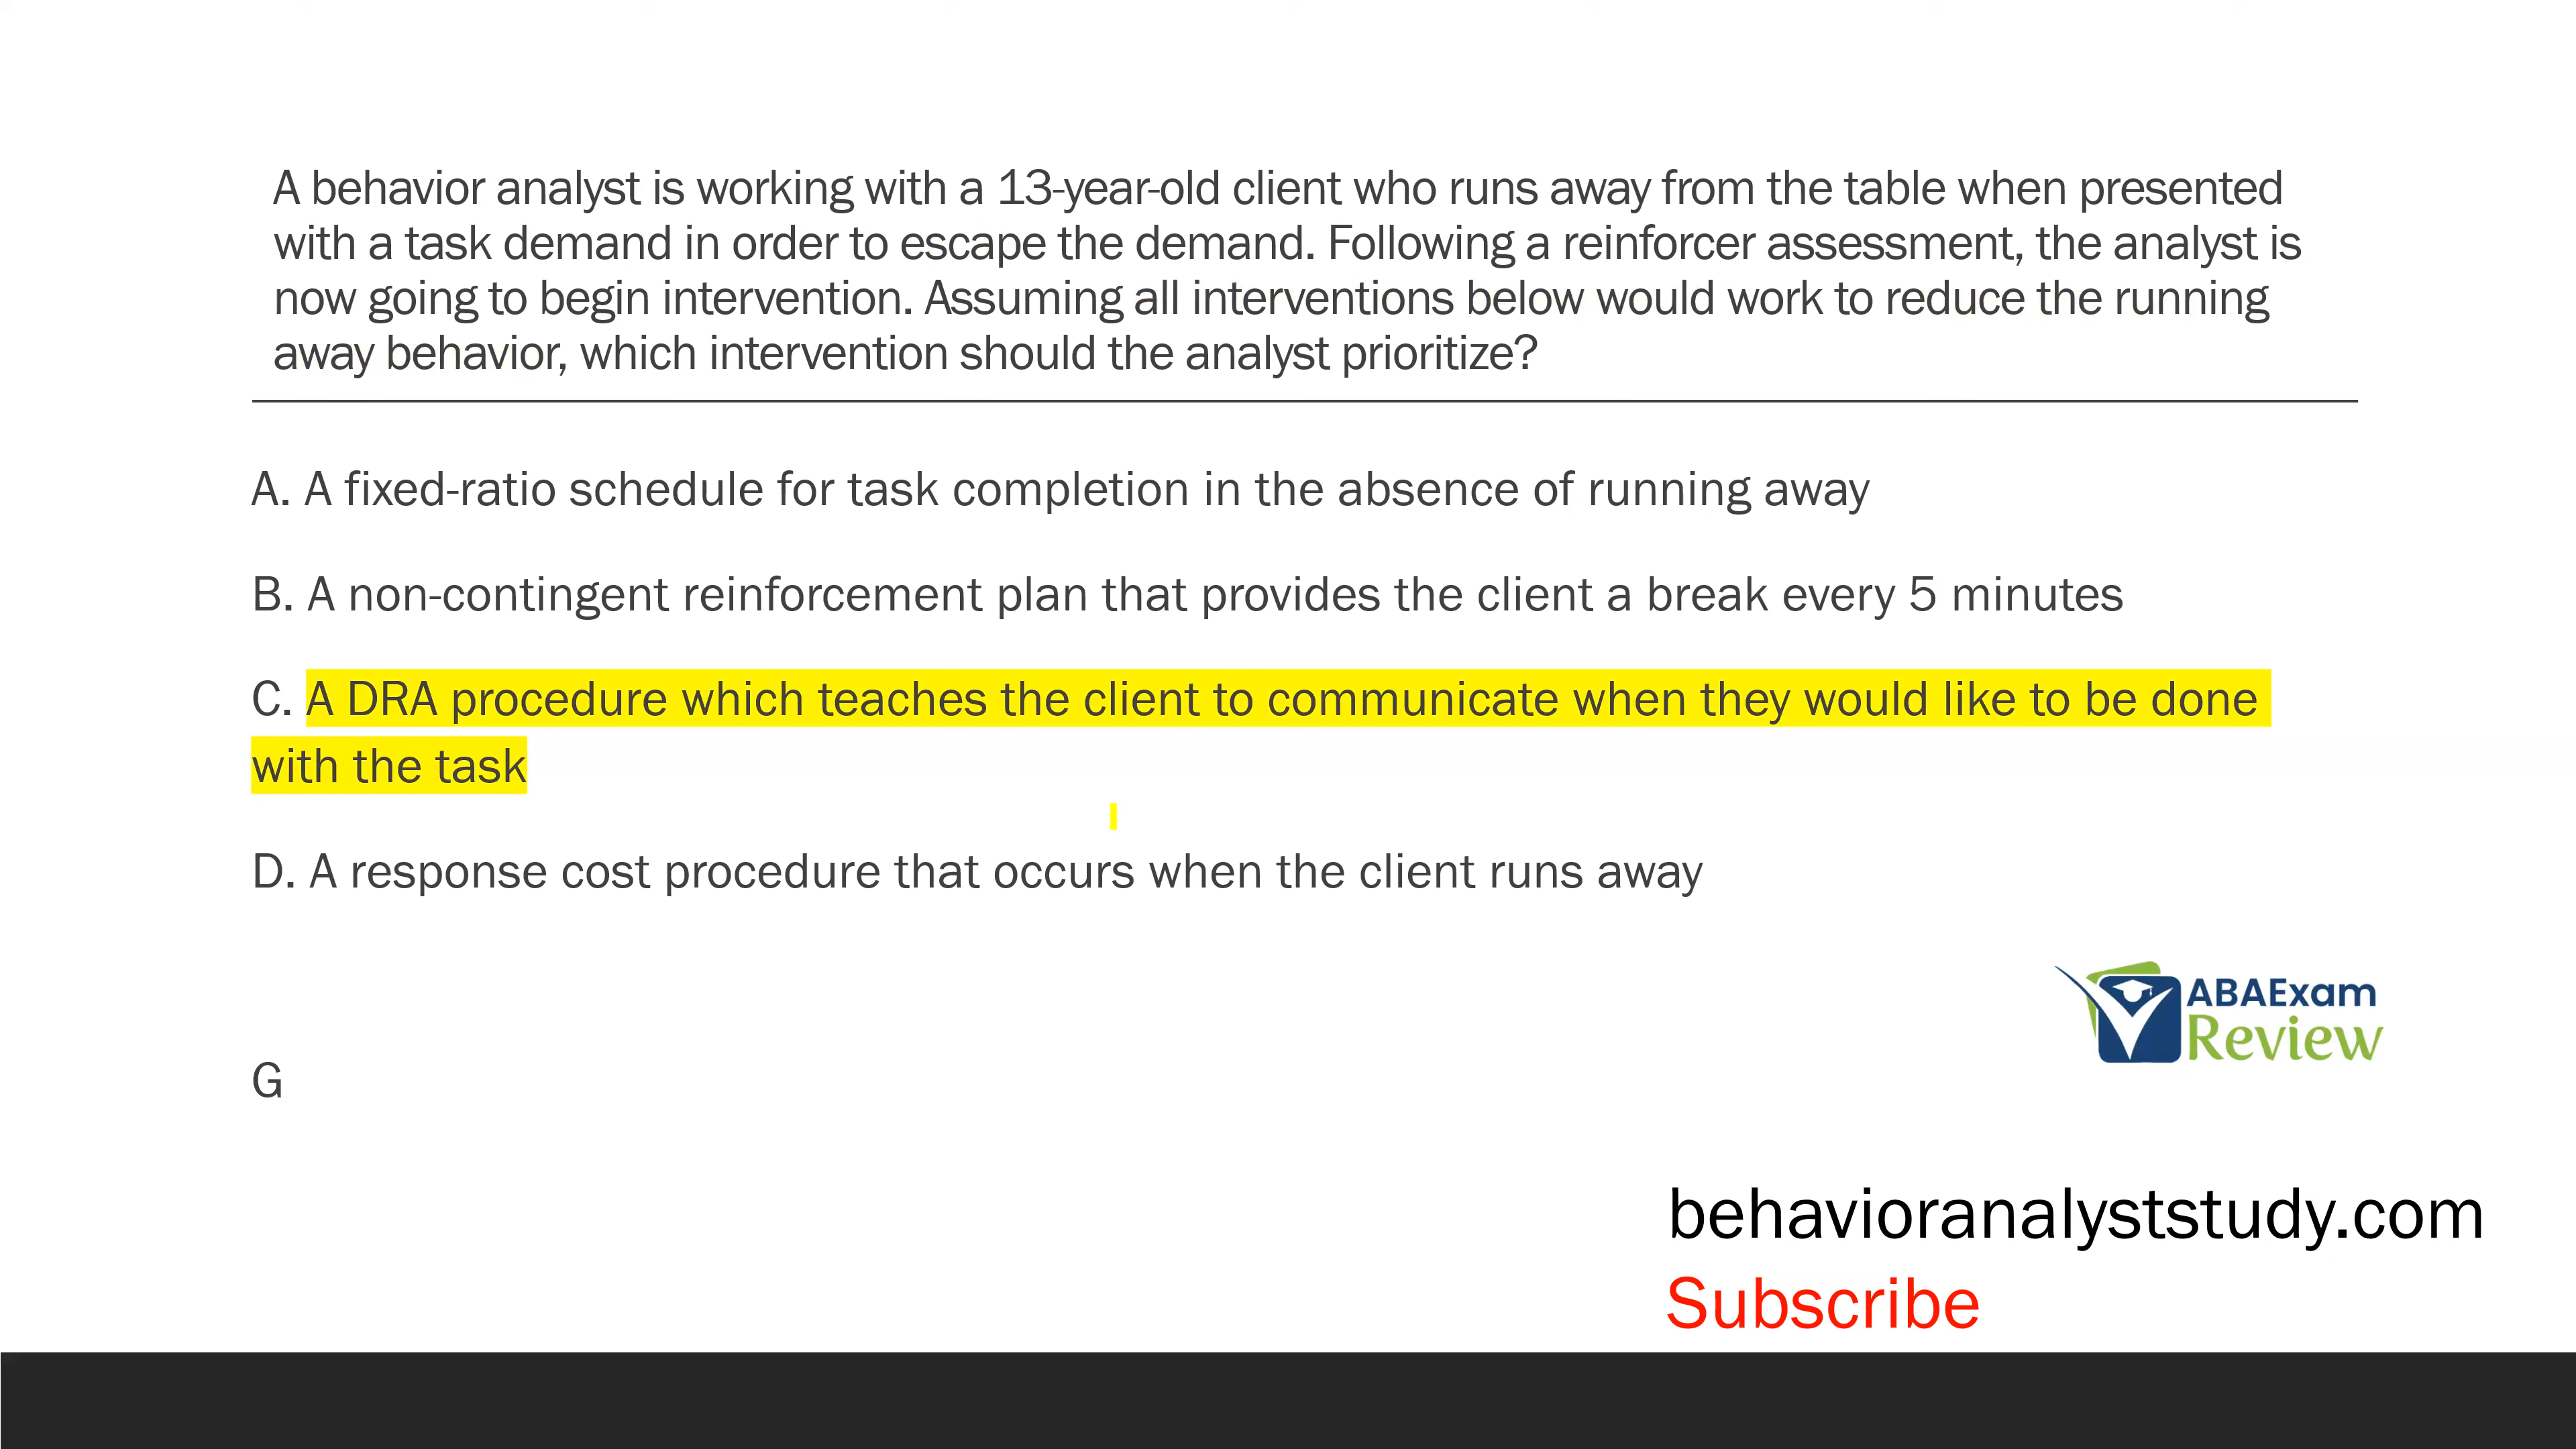 A behavior analyst is working with a 13-year-old client who runs away from the table when presented
with a task demand in order to escape the demand. Following a reinforcer assessment, the analyst is
now going to begin intervention. Assuming all interventions below would work to reduce the running
away behavior, which intervention should the analyst prioritize?
A. A fixed-ratio schedule for task completion in the absence of running away
B. A non-contingent reinforcement plan that provides the client a break every 5 minutes
C. A DRA procedure which teaches the client to communicate when they would like to be done
with the task
D. A response cost procedure that occurs when the client runs away
ABAExam
Review
G
behavioranalyststudy.com
Subscribe